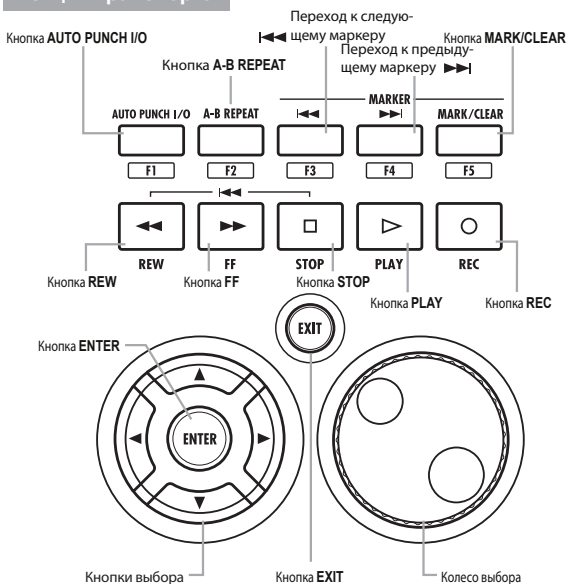 Переход к следую-
щему маркеру
Кнопка AUTO PUNCH I/O
Кнопка MARK/CLEAR
Переход к предыду-
щему маркеру
Кнопка A-B REPEAT
MARKER
AUTO PUNCH I/O
A-B REPEAT
MARK/CLEAR
F1
F2
F3
F4
F5
REW
FF
STOP
PLAY
REC
Кнопка REW
Кнопка FF
Кнопка STOP
Кнопка PLAY
Кнопка REC
EXIT
Кнопка ENTER
ENTER
Кнопки выбора
Кнопка EXIT
Колесо выбора